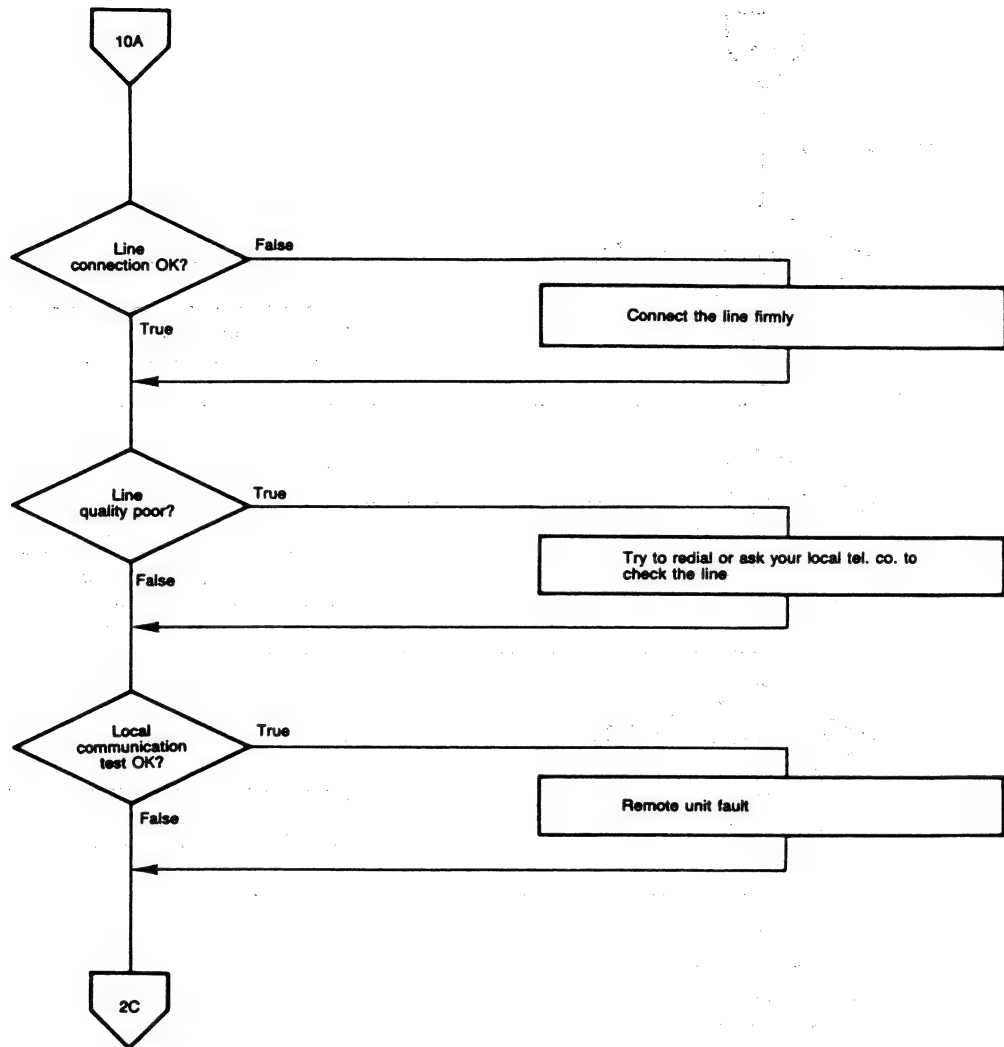 10A
Line
connection OK?
False
True
Connect the line firmly
Line
quality poor?
True
False
Try to redial or ask your local tel. co. to
check the line
Local
communication
test OK?
True
False
Remote unit fault
2C